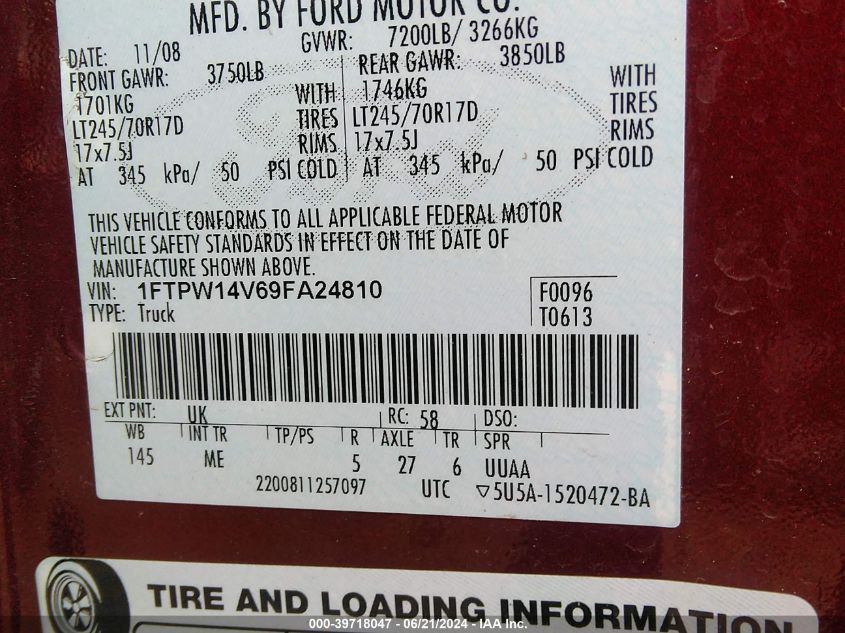 MFD. BY FORD MOTOR CO.
DATE: 11/08 GVWR: 7200LB/ 3266KG
FRONT GAWR: 3750LB REAR GAWR: 3850LB
1701KG WITH 1746KG WITH
LT245/70R17D TIRES LT245/70R17D TIRES
17x7.5J RIMS 17x7.5J RIMS
AT 345 kPa/ 50 PSI COLD AT 345 kPa/ 50 PSI COLD
THIS VEHICLE CONFORMS TO ALL APPLICABLE FEDERAL MOTOR
VEHICLE SAFETY STANDARDS IN EFFECT ON THE DATE OF
MANUFACTURE SHOWN ABOVE.
VIN: 1FTPW14V69FA24810 F0096
TYPE: Truck T0613
EXT PNT: UK RC: 58 DSO:
WB INT TR TP/PS R AXLE TR SPR
145 ME 5 27 6 UUAA
2200811257097 UTC ▽5U5A-1520472-BA
TIRE AND LOADING INFORMATION
000-39718047 - 06/21/2024 - IAA Inc.